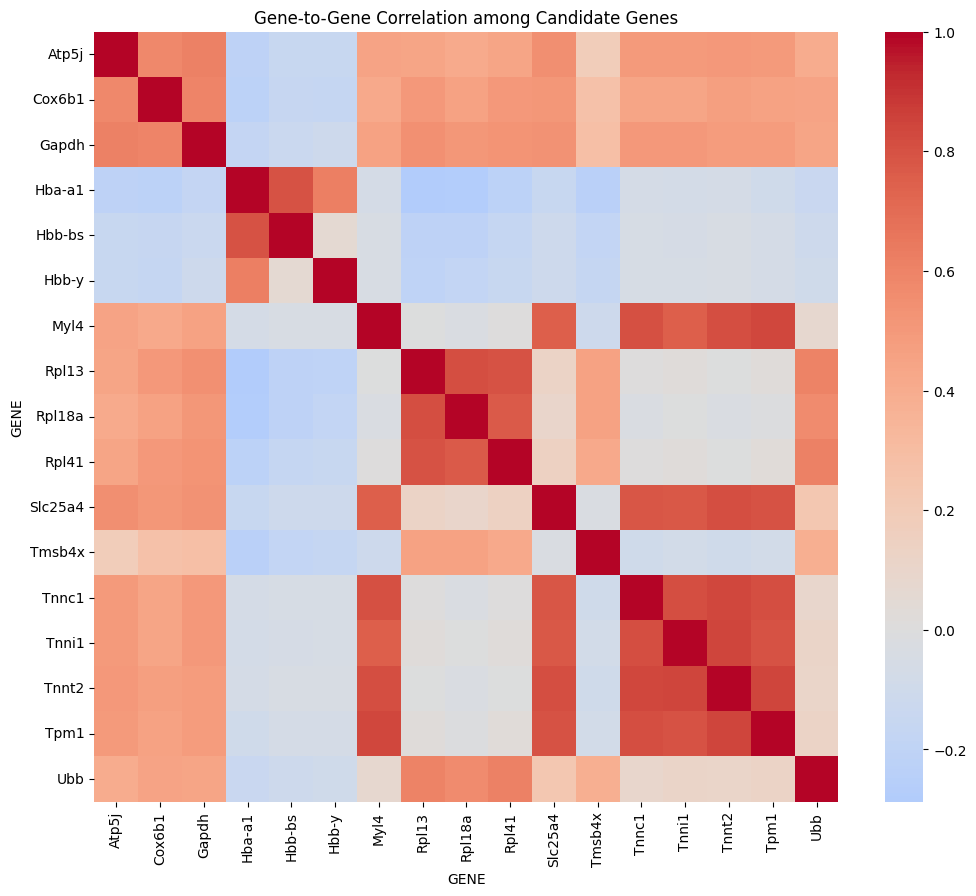 Gene-to-Gene Correlation among Candidate Genes
Atp5j
Cox6b1
Gapdh
Hba-a1
Hbb-bs
Hbb-y
Myl4
Rpl13
Rpl18a
Rpl41
Slc25a4
Tmsb4x
Tnnc1
Tnni1
Tnnt2
Tpm1
Ubb
GENE
Atp5j
Cox6b1
Gapdh
Hba-a1
Hbb-bs
Hbb-y
Myl4
Rpl13
Rpl18a
Rpl41
Slc25a4
Tmsb4x
Tnnc1
Tnni1
Tnnt2
Tpm1
Ubb
GENE
1.0
0.8
0.6
0.4
0.2
0.0
−0.2